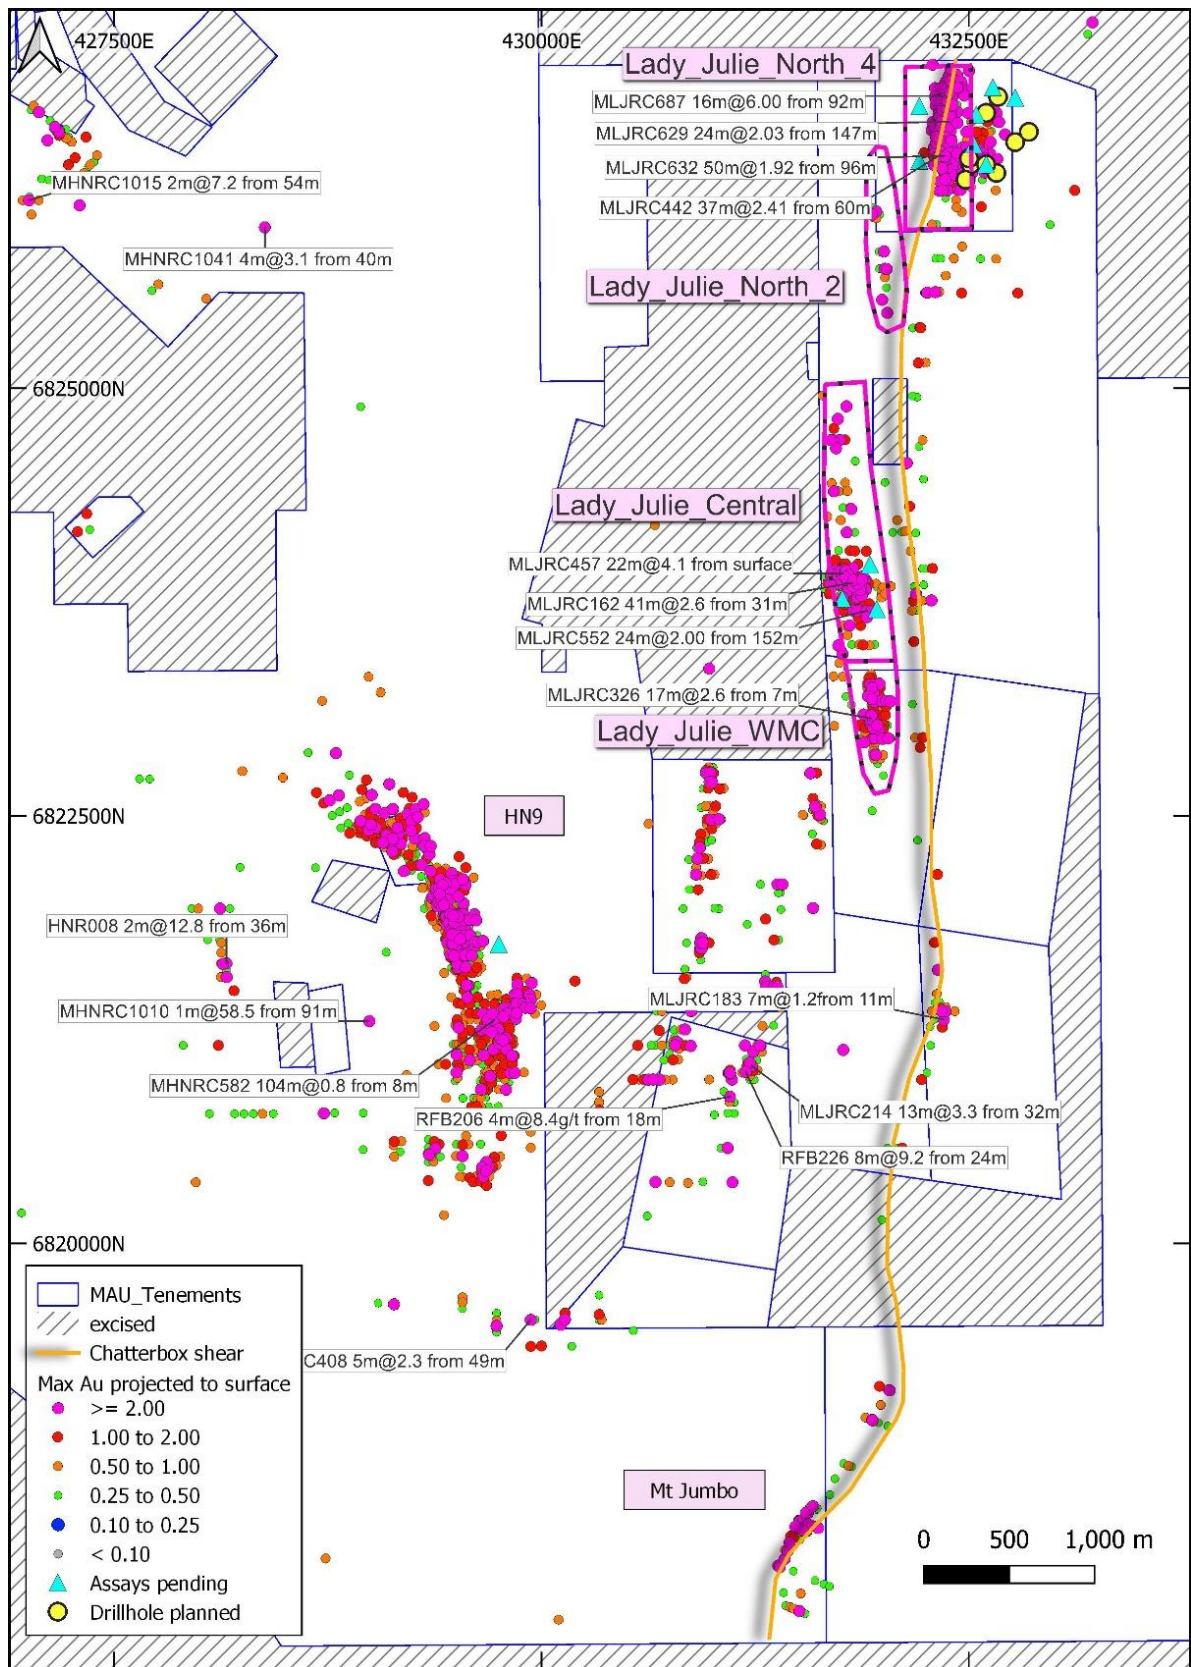 427500E
430000E
432500E
Lady_Julie_North_4
MLJRC687 16m@6.00 from 92m
MLJRC629 24m@2.03 from 147m
MLJRC632 50m@1.92 from 96m
MHNRC1015 2m@7.2 from 54m
MLJRC442 37m@2.41 from 60m
MHNRC1041 4m@3.1 from 40m
Lady_Julie_North_2
6825000N
Lady_Julie_Central
MLJRC457 22m@4.1 from surface
MLJRC162 41m@2.6 from 31m
MLJRC552 24m@2.00 from 152m
MLJRC326 17m@2.6 from 7m
Lady_Julie_WMC
6822500N
HN9
HNR008 2m@12.8 from 36m
MLJRC183 7m@1.2from 11m
MHNRC1010 1m@58.5 from 91m
MHNRC582 104m@0.8 from 8m
RFB206 4m@8.4g/t from 18m
MLJRC214 13m@3.3 from 32m
RFB226 8m@9.2 from 24m
6820000N
MAU_Tenements
excised
Chatterbox shear
C408 5m@2.3 from 49m
Max Au projected to surface
>= 2.00
1.00 to 2.00
0.50 to 1.00
0.25 to 0.50
0.10 to 0.25
< 0.10
Assays pending
Drillhole planned
Mt Jumbo
0 500 1,000 m